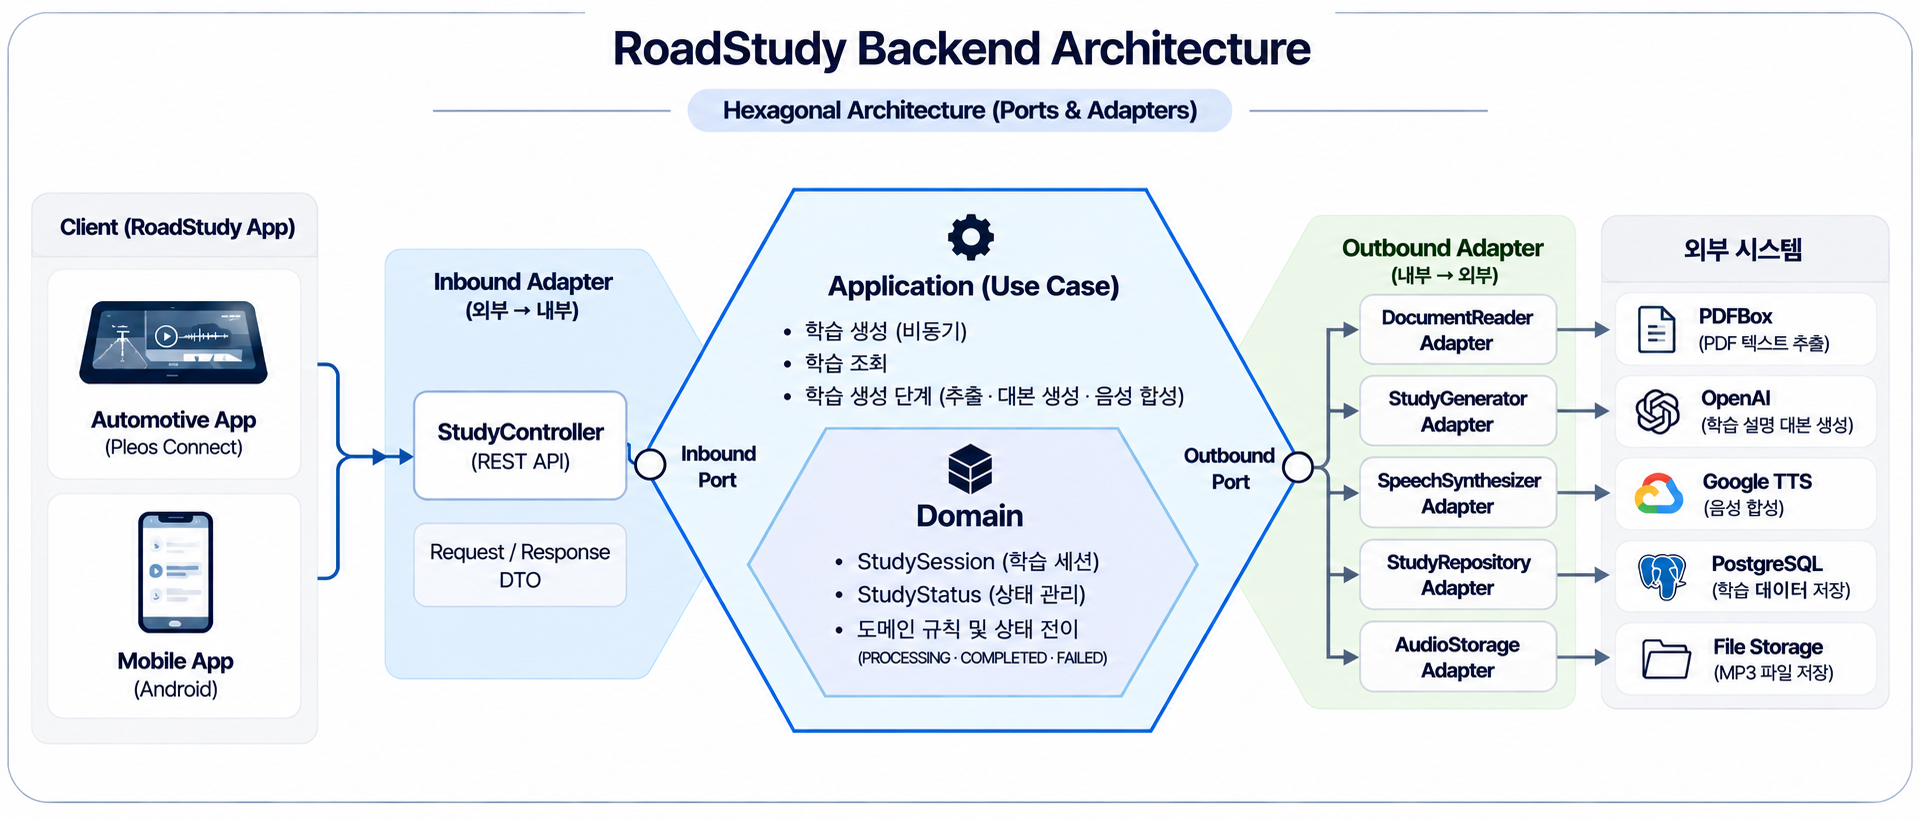 RoadStudy Backend Architecture
Hexagonal Architecture (Ports & Adapters)
Client (RoadStudy App)
Automotive App
(Pleos Connect)
Mobile App
(Android)
Inbound Adapter
(외부 → 내부)
StudyController
(REST API)
Request / Response
DTO
Inbound
Port
Application (Use Case)
• 학습 생성 (비동기)
• 학습 조회
• 학습 생성 단계 (추출 · 대본 생성 · 음성 합성)
Domain
• StudySession (학습 세션)
• StudyStatus (상태 관리)
• 도메인 규칙 및 상태 전이
(PROCESSING · COMPLETED · FAILED)
Outbound
Port
Outbound Adapter
(내부 → 외부)
DocumentReader
Adapter
StudyGenerator
Adapter
SpeechSynthesizer
Adapter
StudyRepository
Adapter
AudioStorage
Adapter
외부 시스템
PDFBox
(PDF 텍스트 추출)
OpenAI
(학습 설명 대본 생성)
Google TTS
(음성 합성)
PostgreSQL
(학습 데이터 저장)
File Storage
(MP3 파일 저장)